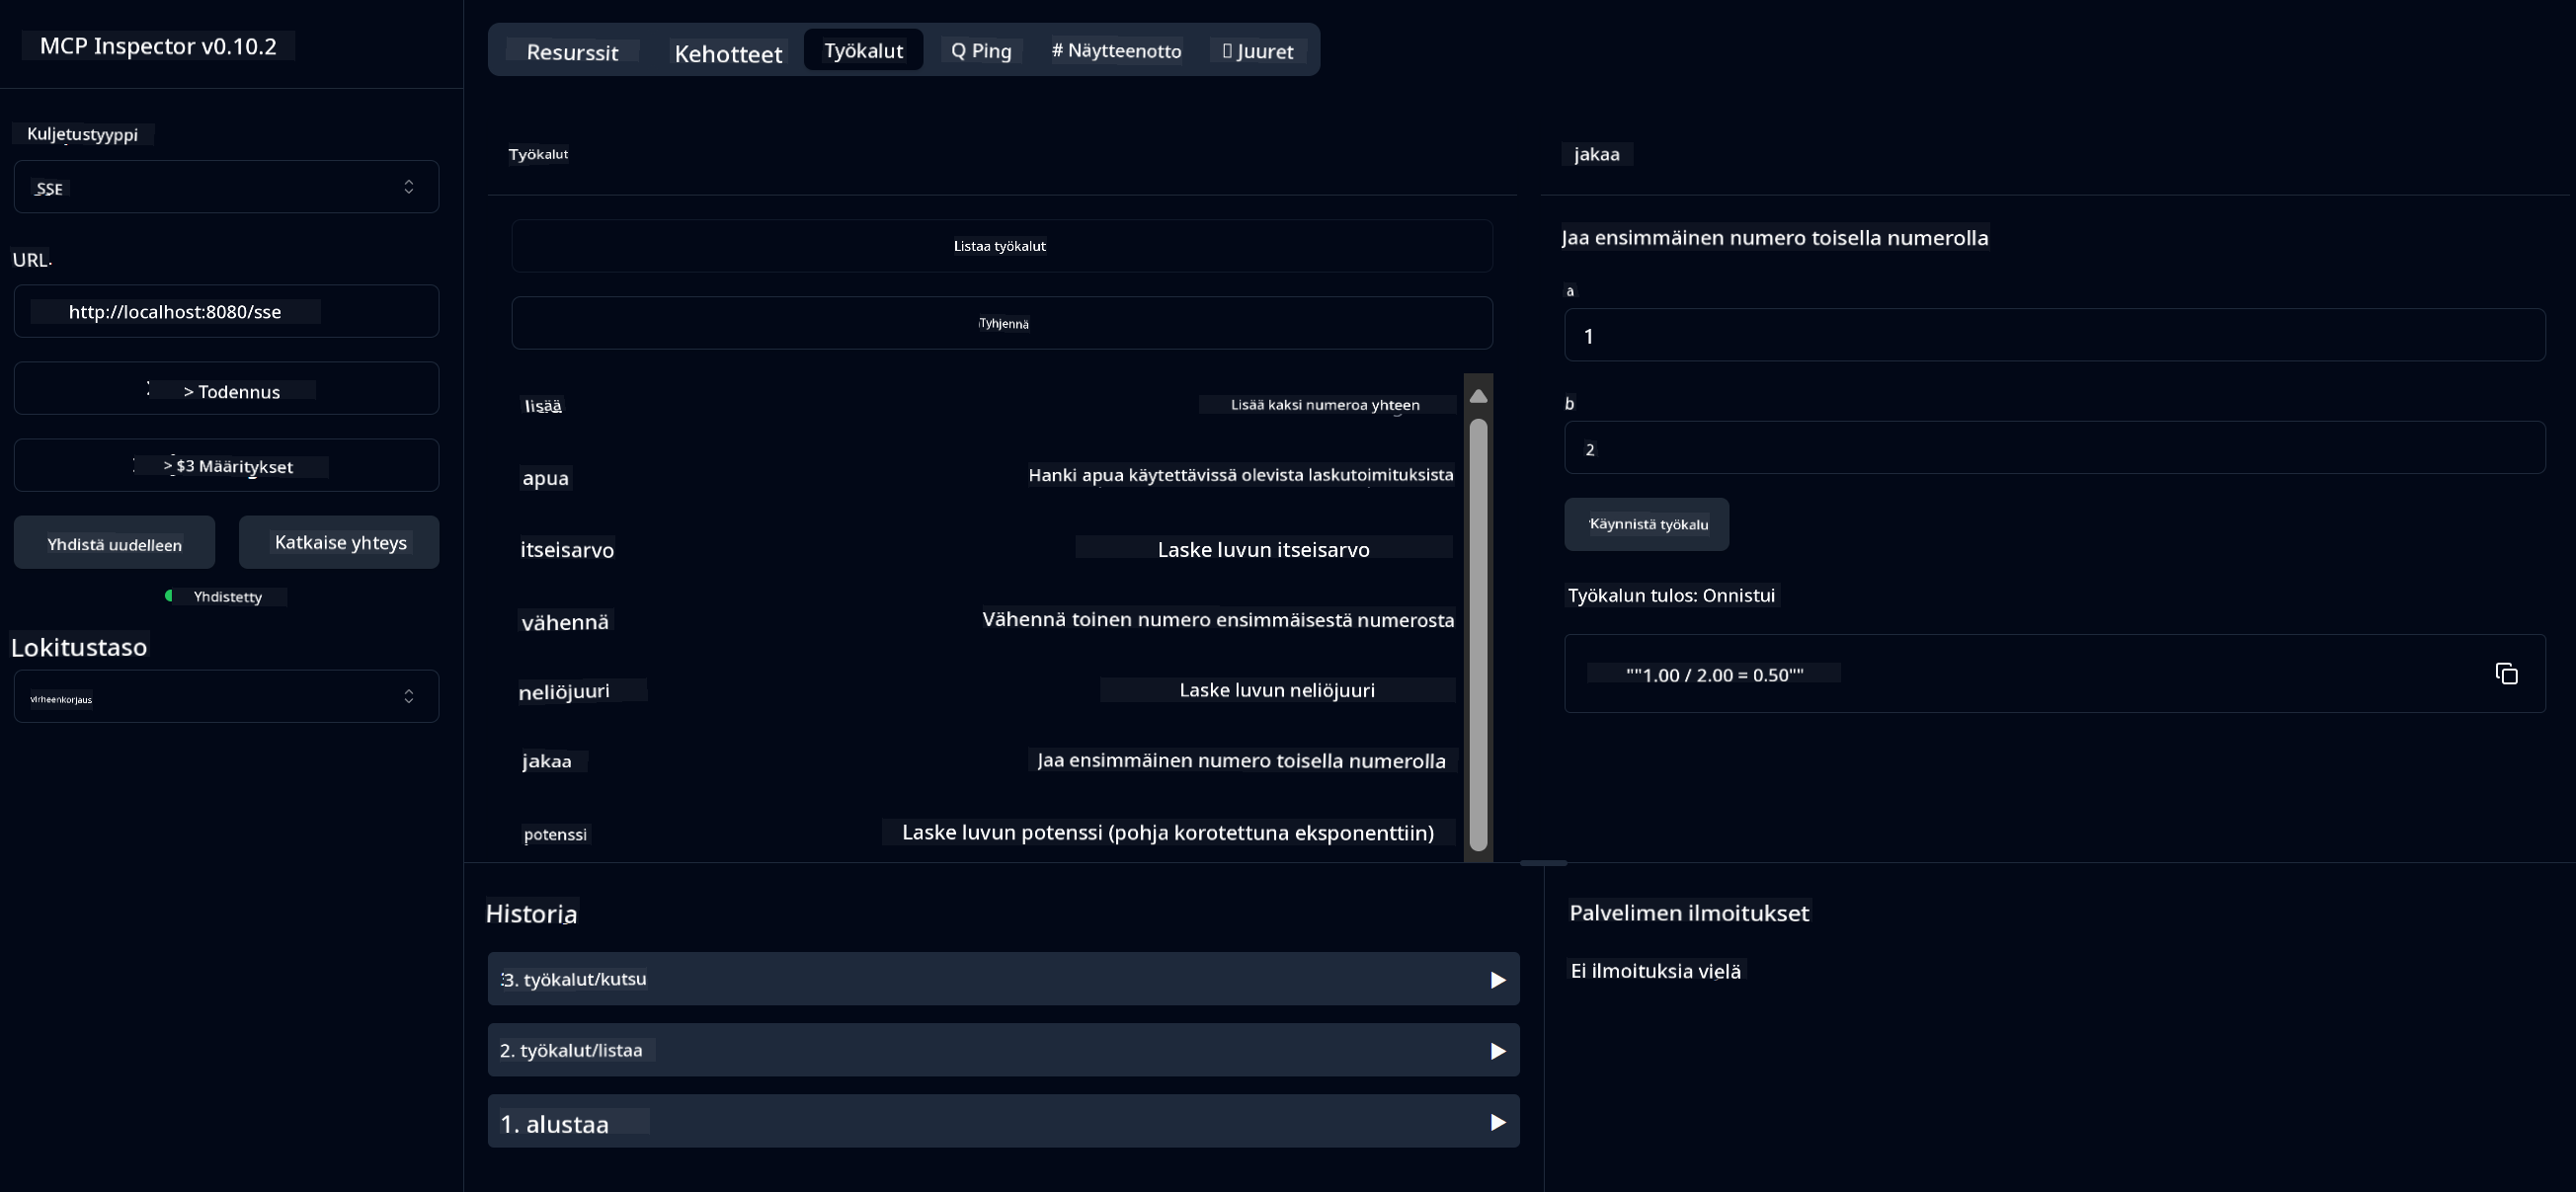 MCP Inspector v0.10.2
Kuljetustyyppi
SSE
URL
http://localhost:8080/sse
> Todennus
> $3 Määritykset
Yhdistä uudelleen
Katkaise yhteys
Yhdistetty
Lokitustaso
virheenkorjaus
Resurssit
Kehotteet
Työkalut
Q Ping
# Näytteenotto
Juuret
Työkalut
Listaa työkalut
Tyhjennä
lisää
Lisää kaksi numeroa yhteen
apua
Hanki apua käytettävissä olevista laskutoimituksista
itseisarvo
Laske luvun itseisarvo
vähennä
Vähennä toinen numero ensimmäisestä numerosta
neliöjuuri
Laske luvun neliöjuuri
jakaa
Jaa ensimmäinen numero toisella numerolla
potenssi
Laske luvun potenssi (pohja korotettuna eksponenttiin)
jakaa
Jaa ensimmäinen numero toisella numerolla
a
1
b
2
Käynnistä työkalu
Työkalun tulos: Onnistui
""1.00 / 2.00 = 0.50""
Historia
3. työkalut/kutsu
2. työkalut/listaa
1. alustaa
Palvelimen ilmoitukset
Ei ilmoituksia vielä